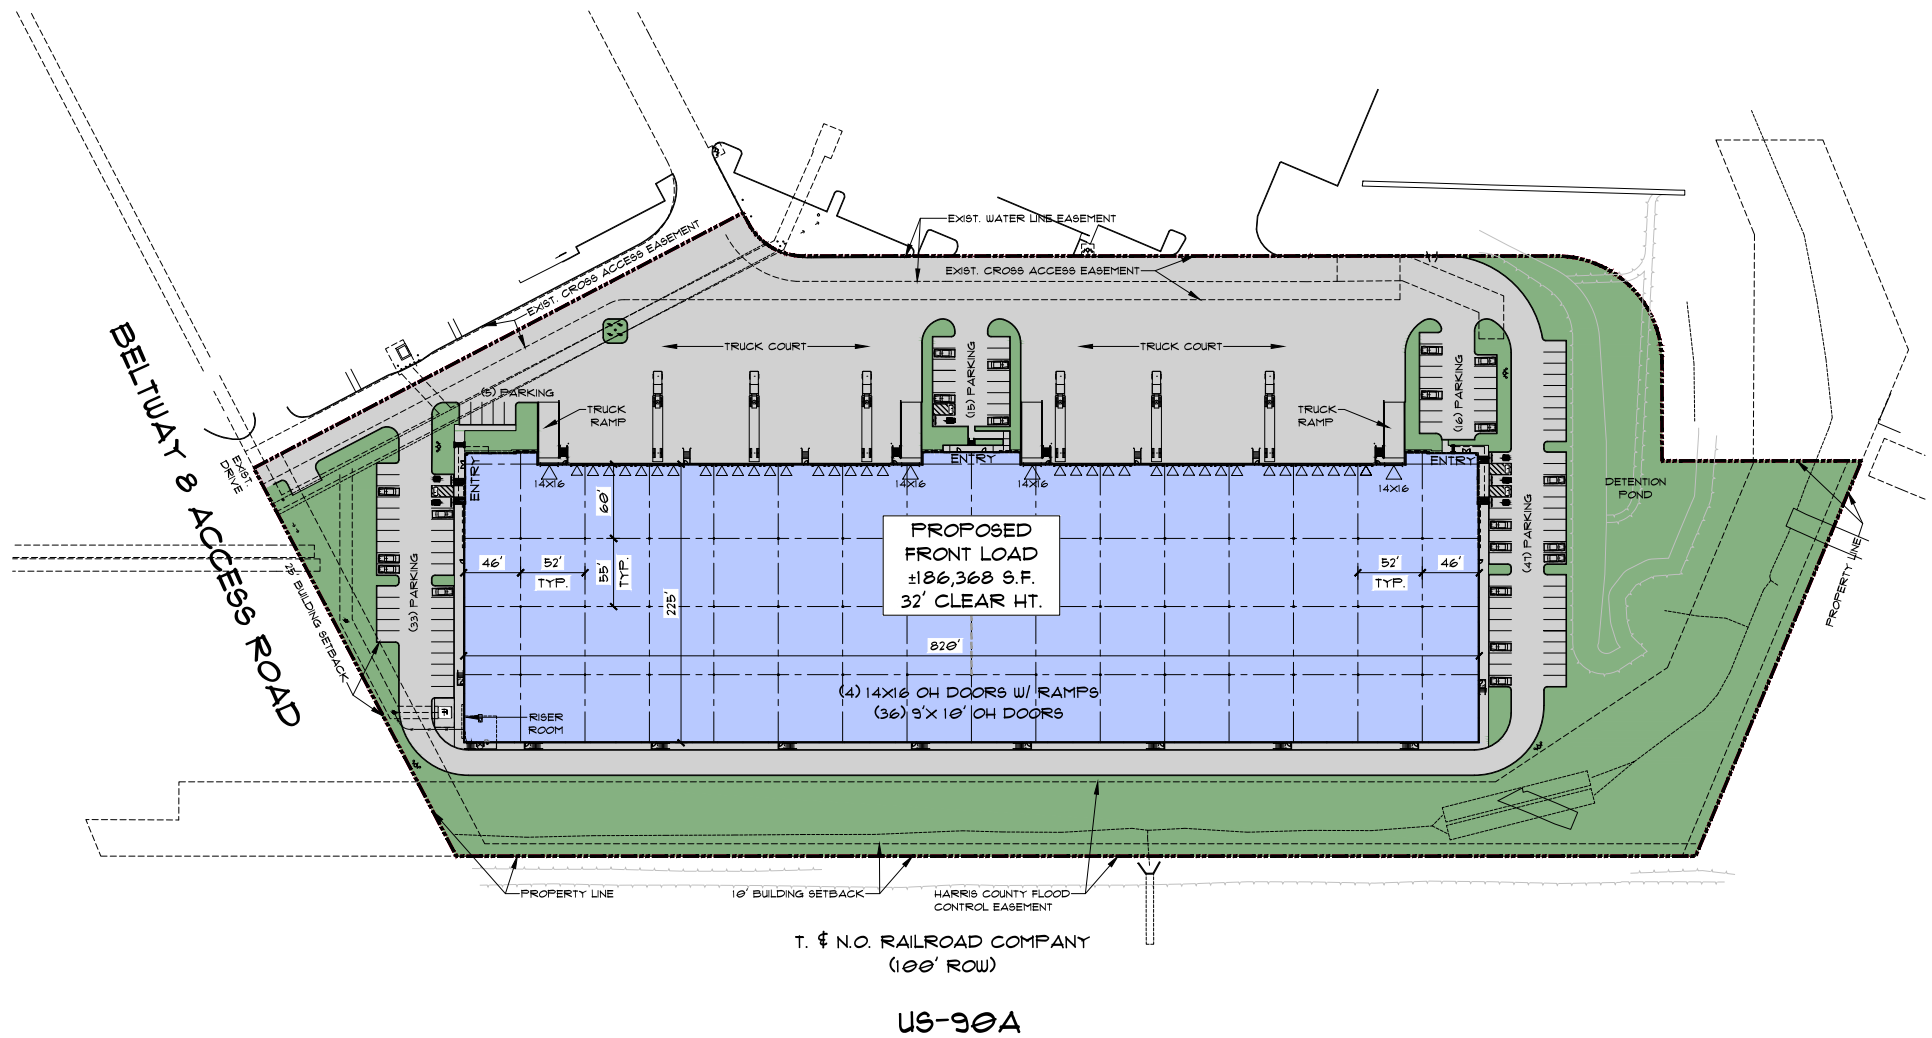 EXIST. WATER LINE EASEMENT
EXIST. CROSS ACCESS EASEMENT
EXIST. CROSS ACCESS EASEMENT
BELTWAY 8 ACCESS ROAD
EXIST.
DRIVE
25' BUILDING SETBACK
TRUCK COURT
TRUCK COURT
(5) PARKING
TRUCK
RAMP
(15) PARKING
TRUCK
RAMP
(16) PARKING
ENTRY
ENTRY
ENTRY
14X16
14X16
14X16
14X16
(33) PARKING
(41) PARKING
DETENTION
POND
PROPERTY LINE
60'
55'
TYP.
225'
46'
52'
TYP.
52'
TYP.
46'
PROPOSED
FRONT LOAD
±186,368 S.F.
32' CLEAR HT.
820'
(4) 14X16 OH DOORS W/ RAMPS
(36) 9'X 10' OH DOORS
RISER
ROOM
PROPERTY LINE
10' BUILDING SETBACK
HARRIS COUNTY FLOOD
CONTROL EASEMENT
T. & N.O. RAILROAD COMPANY
(100' ROW)
US-90A